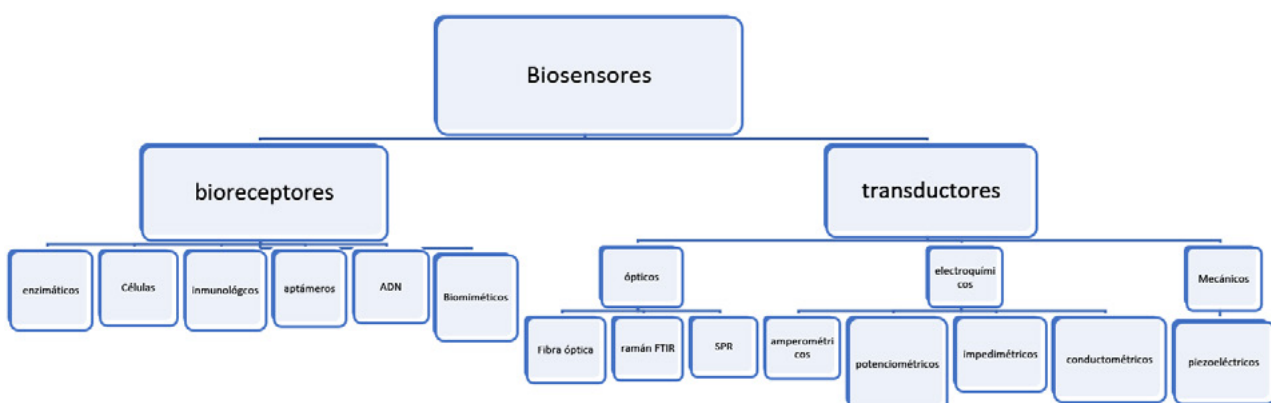 Biosensores
bioreceptores
transductores
enzimáticos
Células
inmunológcos
aptámeros
ADN
Biomiméticos
ópticos
electroquími
cos
Mecánicos
Fibra óptica
ramán FTIR
SPR
amperométri
cos
potenciométricos
impedimétricos
conductométricos
piezoeléctricos